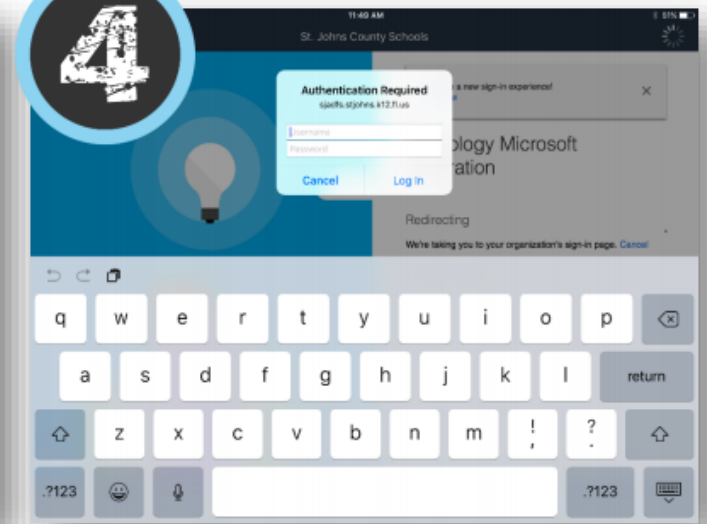 4
11:49 AM
51%
St. Johns County Schools
Authentication Required
sjadfs.stjohns.k12.fl.us
Username
Password
Cancel
Log In
a new sign-in experience!
ology Microsoft
ration
Redirecting
We're taking you to your organization's sign-in page. Cancel
q w e r t y u i o p
a s d f g h j k l return
z x c v b n m ! , ? .
.?123 .?123